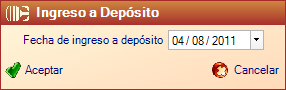 Ingreso a Depósito
Fecha de ingreso a depósito 04 / 08 / 2011
Aceptar Cancelar